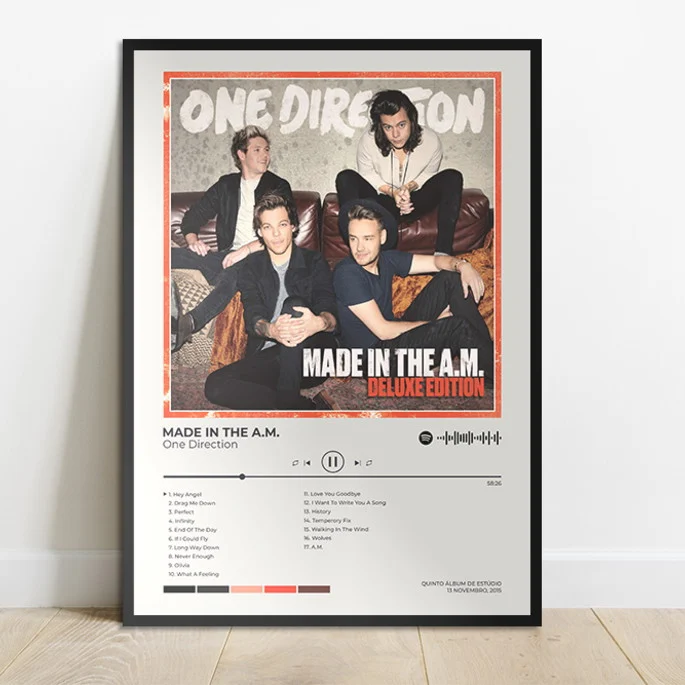 ONE DIRECTION
MADE IN THE A.M.
DELUXE EDITION
MADE IN THE A.M.
One Direction
58:26
1. Hey Angel
2. Drag Me Down
3. Perfect
4. Infinity
5. End Of The Day
6. If I Could Fly
7. Long Way Down
8. Never Enough
9. Olivia
10. What A Feeling
11. Love You Goodbye
12. I Want To Write You A Song
13. History
14. Temperory Fix
15. Walking In The Wind
16. Wolves
17. A.M.
QUINTO ÁLBUM DE ESTÚDIO
13 NOVEMBRO, 2015